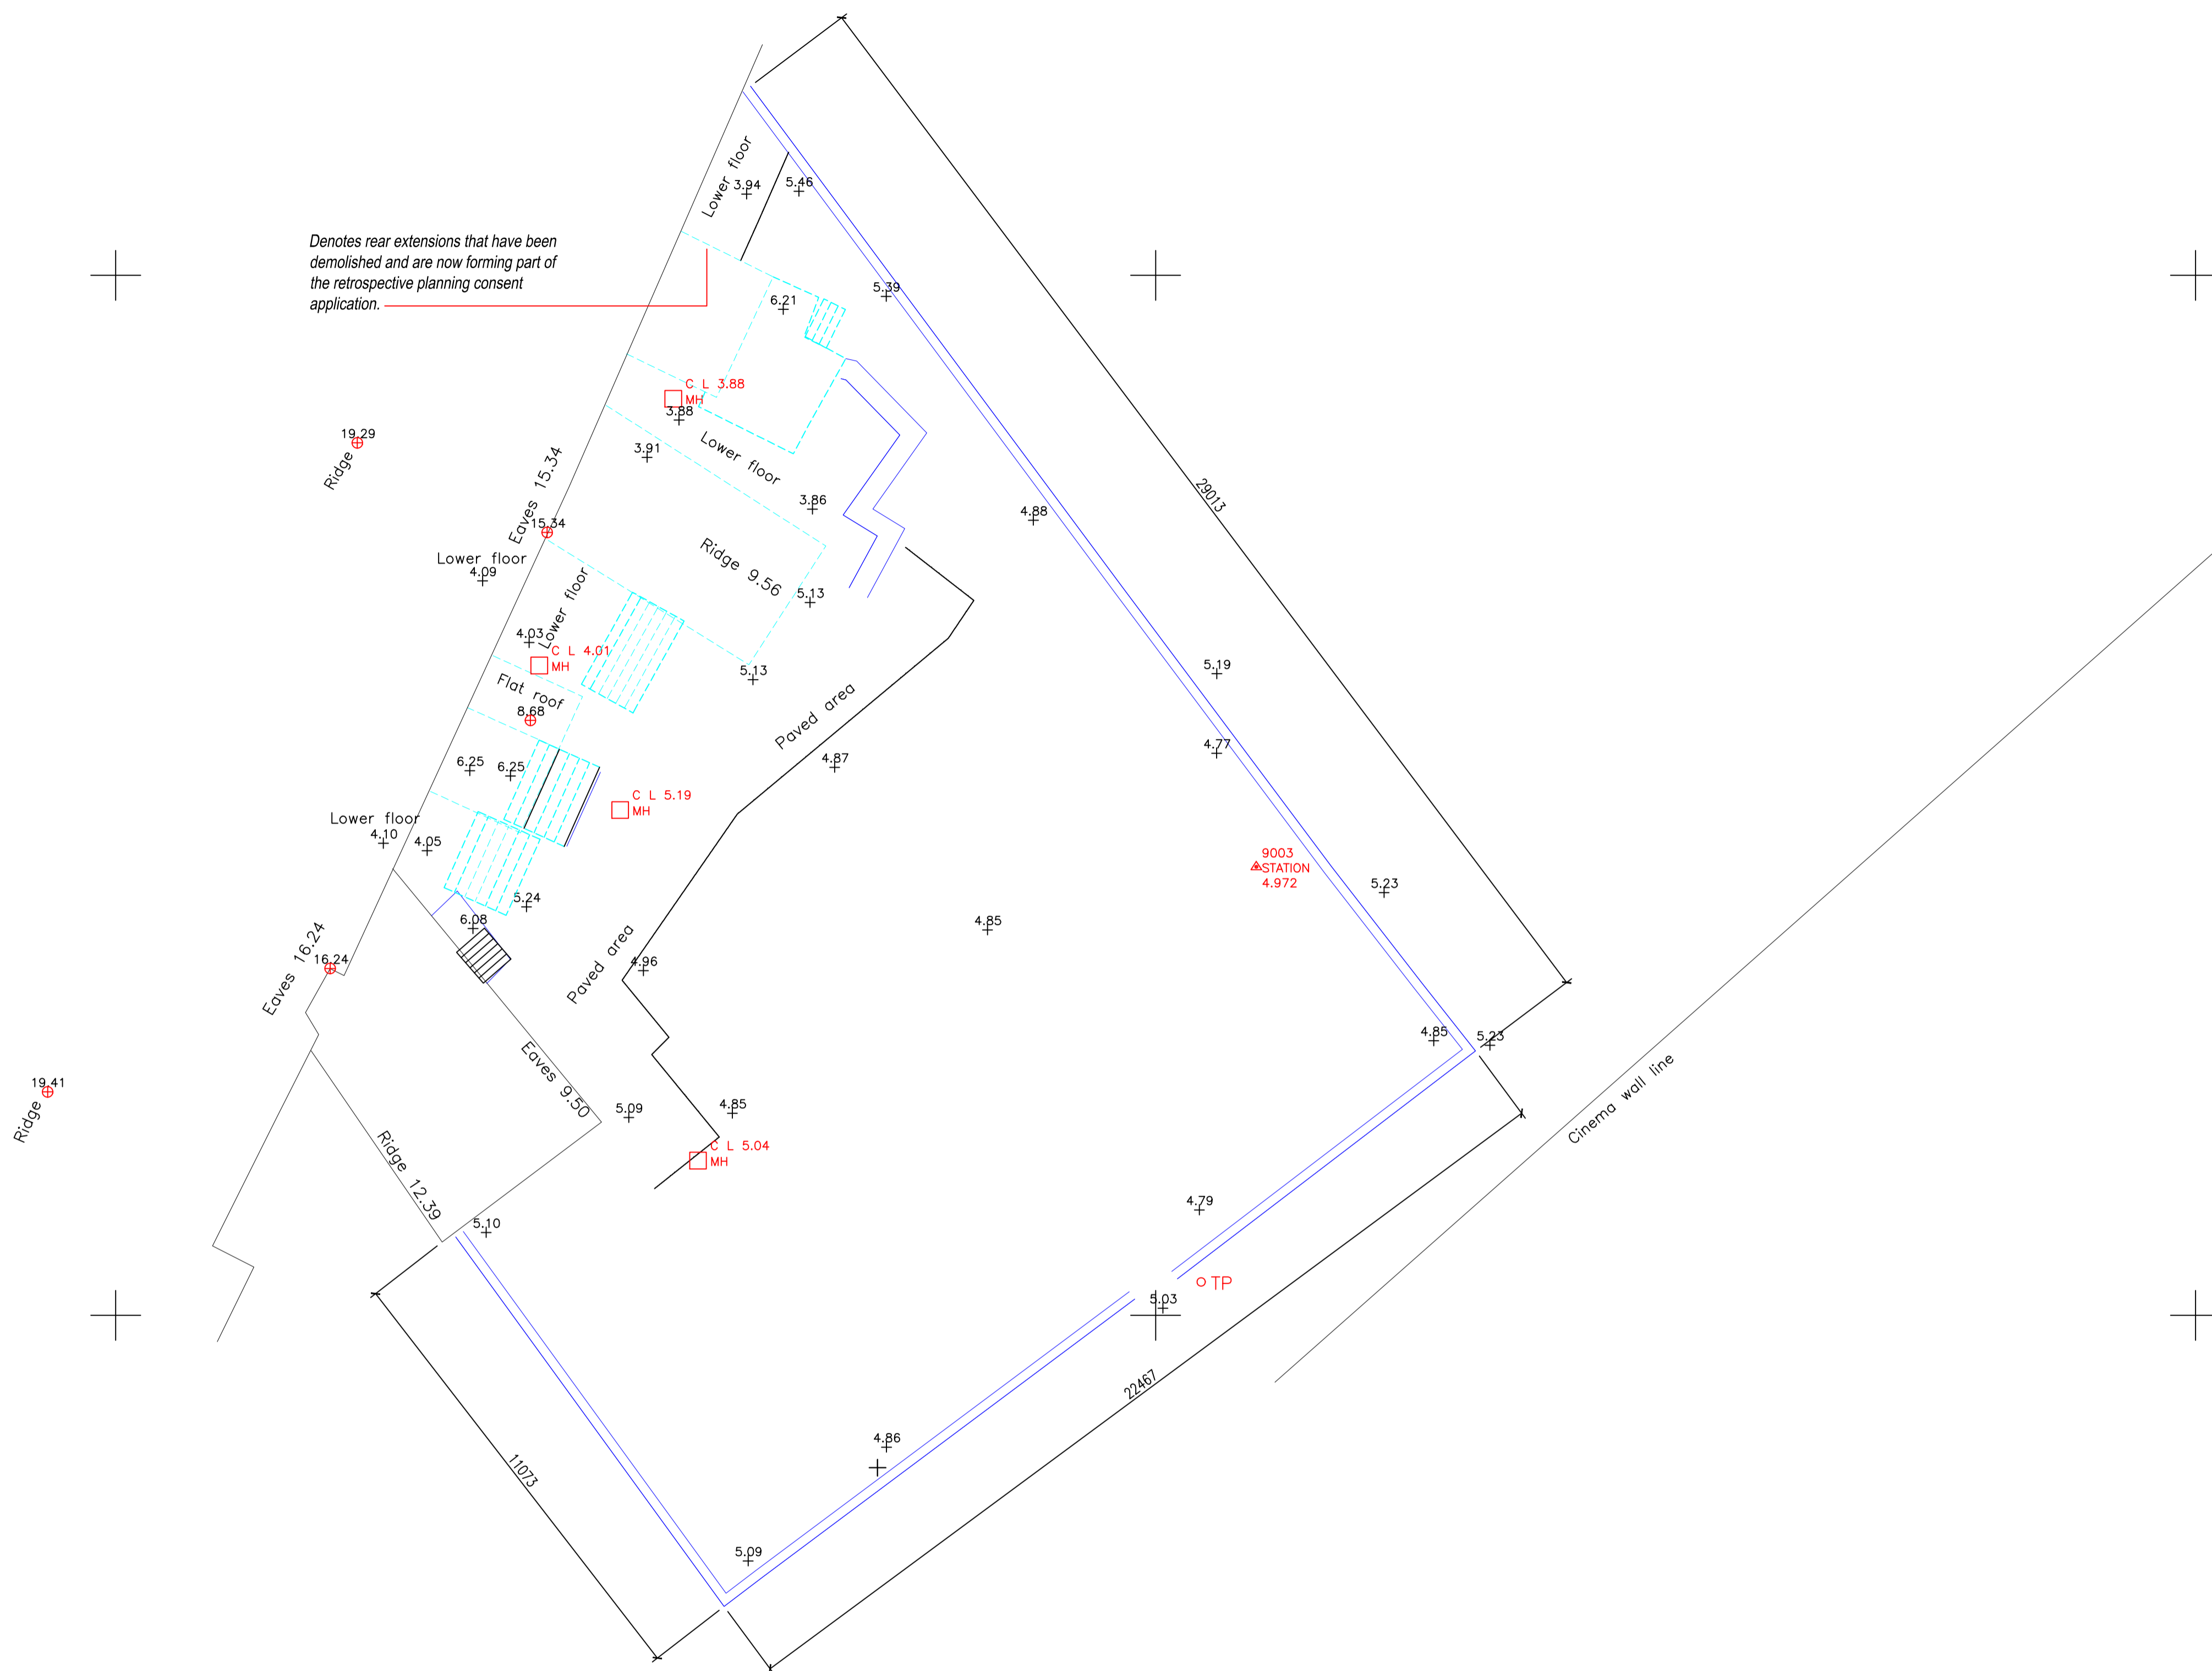 Lower floor
3.94
5.46
Denotes rear extensions that have been
demolished and are now forming part of
the retrospective planning consent
application.
5.39
6.21
C L 3.88
MH
3.88
19.29
Ridge
Lower floor
3.91
Eaves 15.34
15.34
3.86
29013
4.88
Lower floor
4.09
Ridge 9.56
Lower floor
5.13
4.03
C L 4.01
MH
5.13
5.19
Flat roof
8.68
Paved area
4.77
4.87
6.25
6.25
C L 5.19
MH
Lower floor
4.10
4.05
9003
STATION
4.972
5.23
5.24
6.08
4.85
Eaves 16.24
16.24
Paved area
4.96
4.85
5.23
Cinema wall line
19.41
Ridge
Eaves 9.50
5.09
4.85
C L 5.04
MH
Ridge 12.39
5.10
4.79
TP
5.03
22467
4.86
11073
5.09